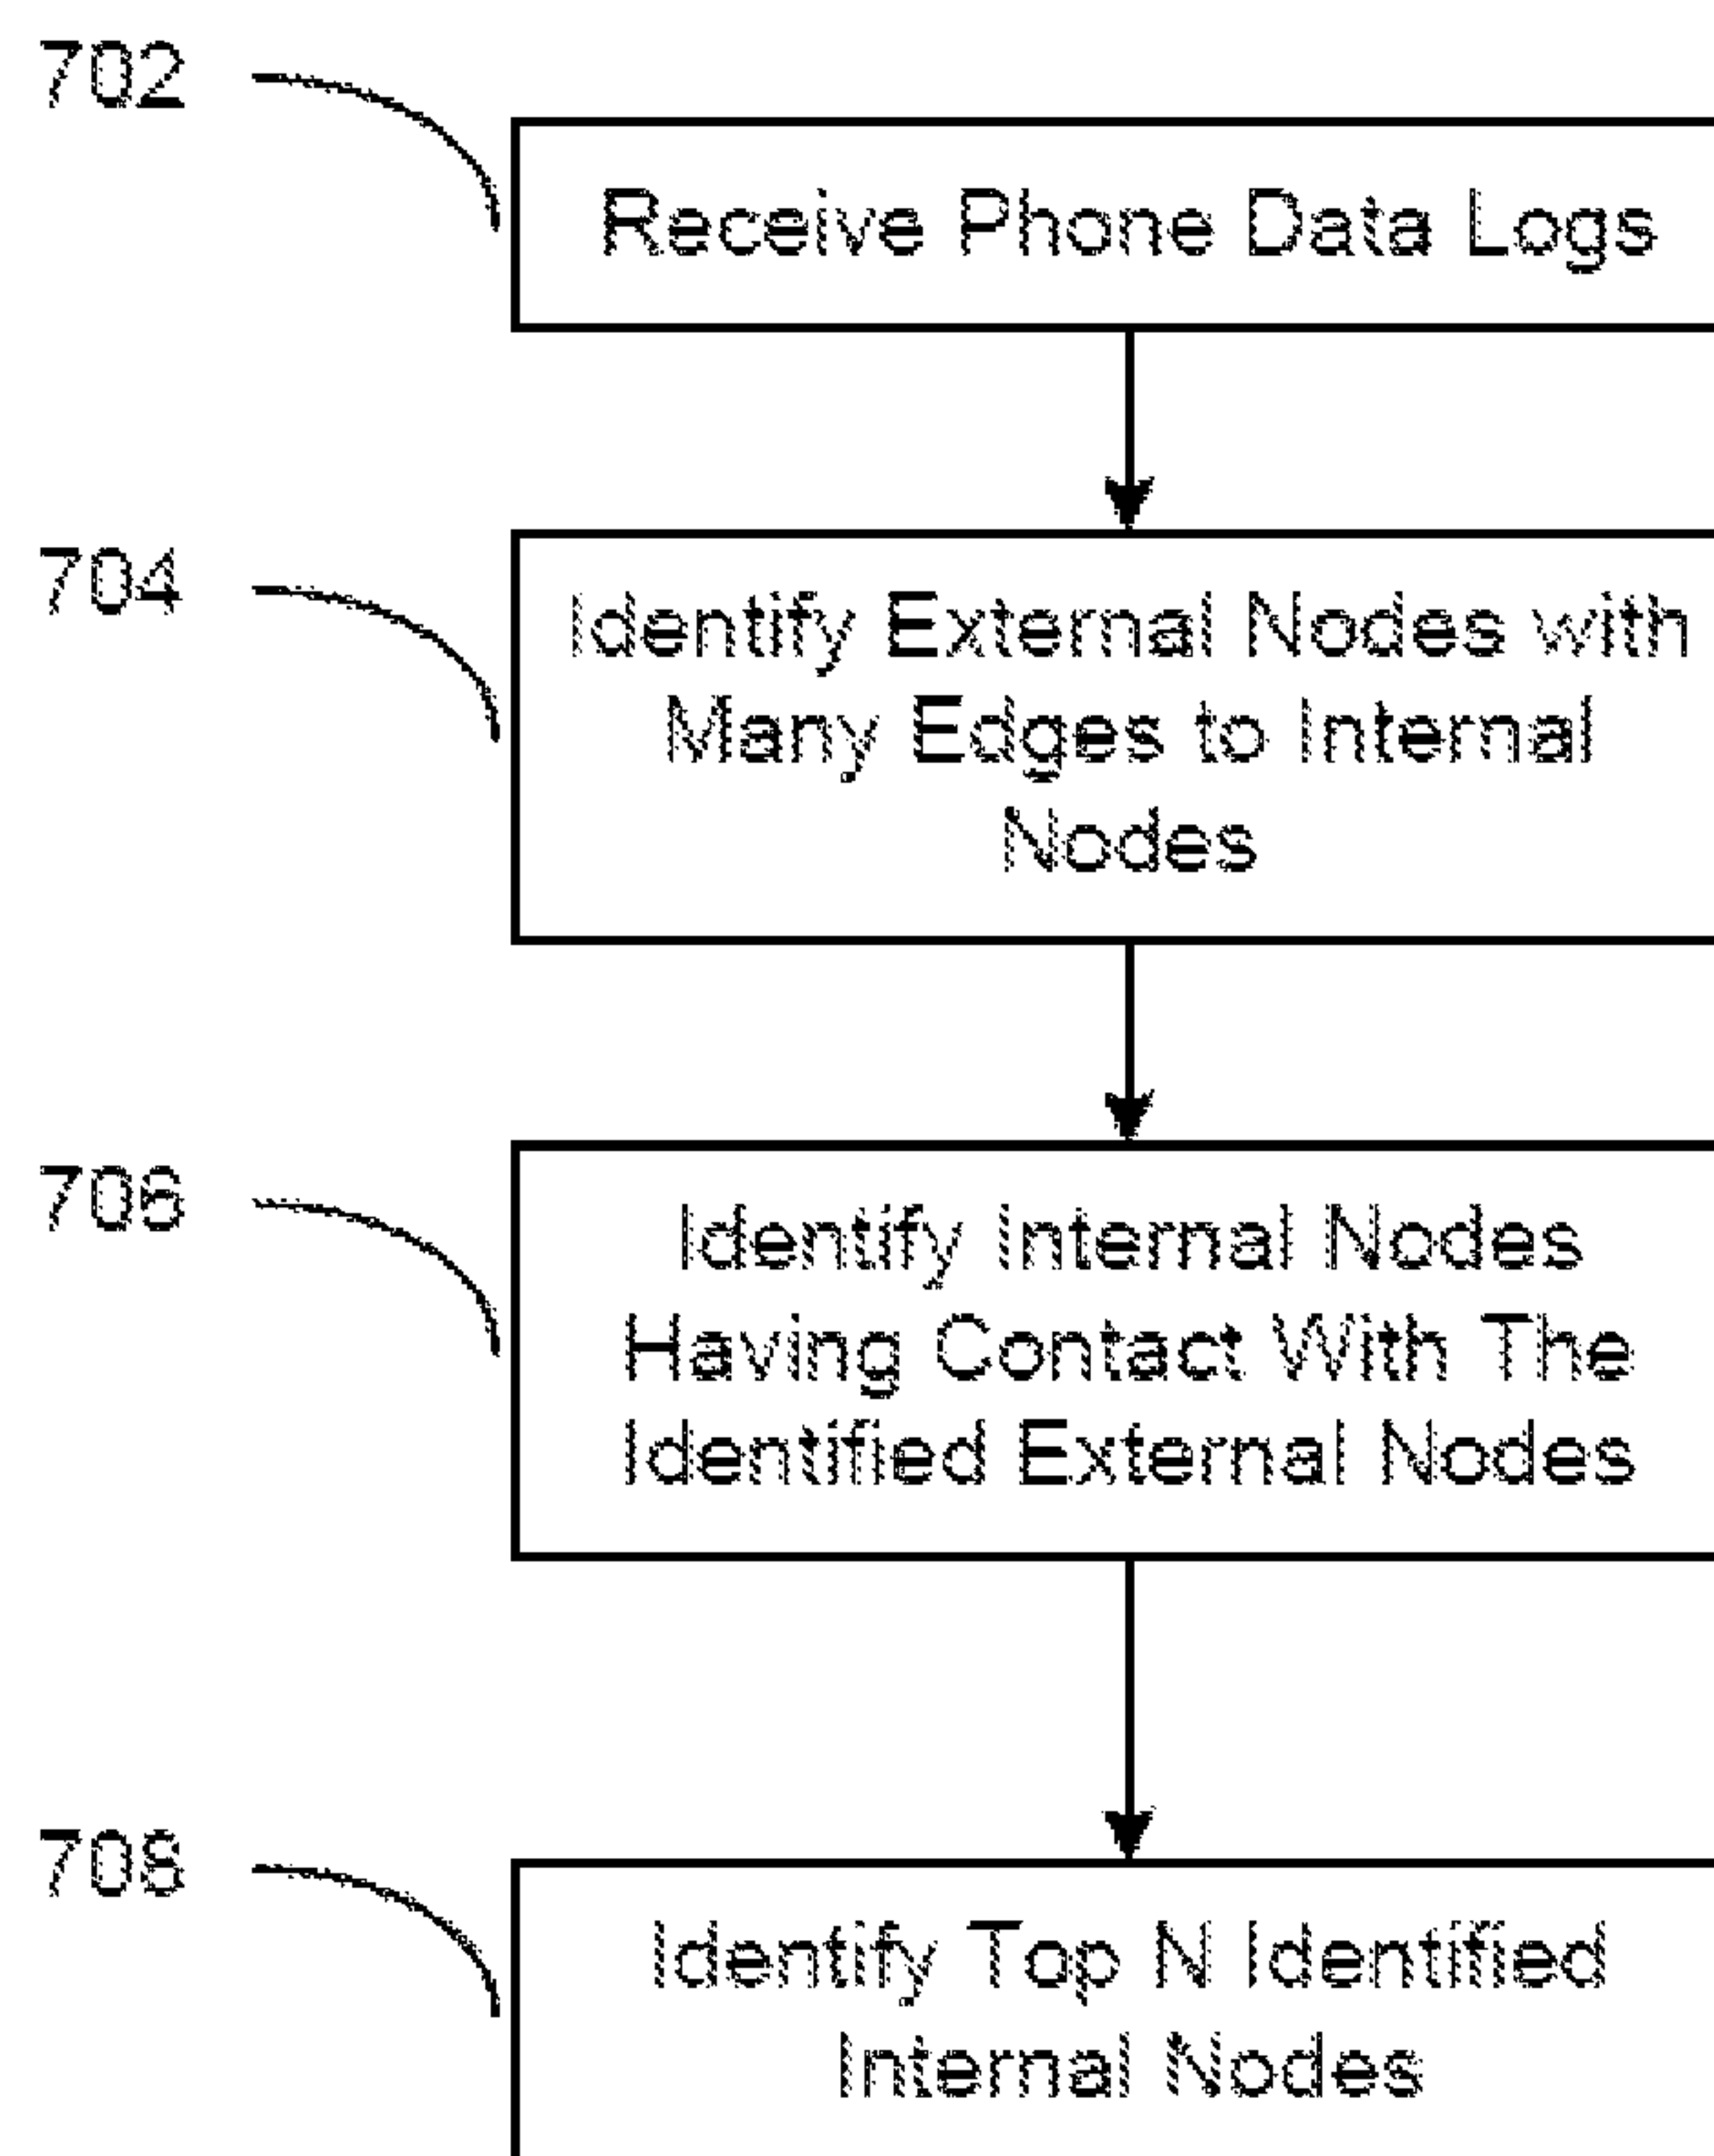 702
Receive Phone Data Logs
704
Identify External Nodes with
Many Edges to Internal
Nodes
706
Identify Internal Nodes
Having Contact With The
Identified External Nodes
708
Identify Top N Identified
Internal Nodes